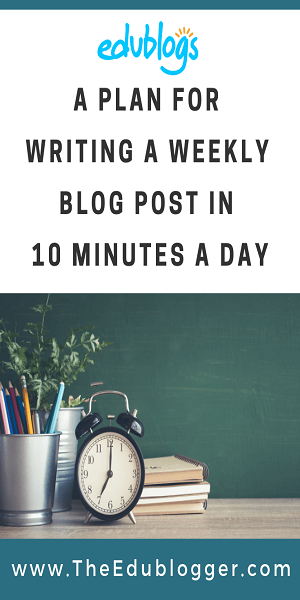 edublogs
A PLAN FOR
WRITING A WEEKLY
BLOG POST IN
10 MINUTES A DAY
www.TheEdublogger.com